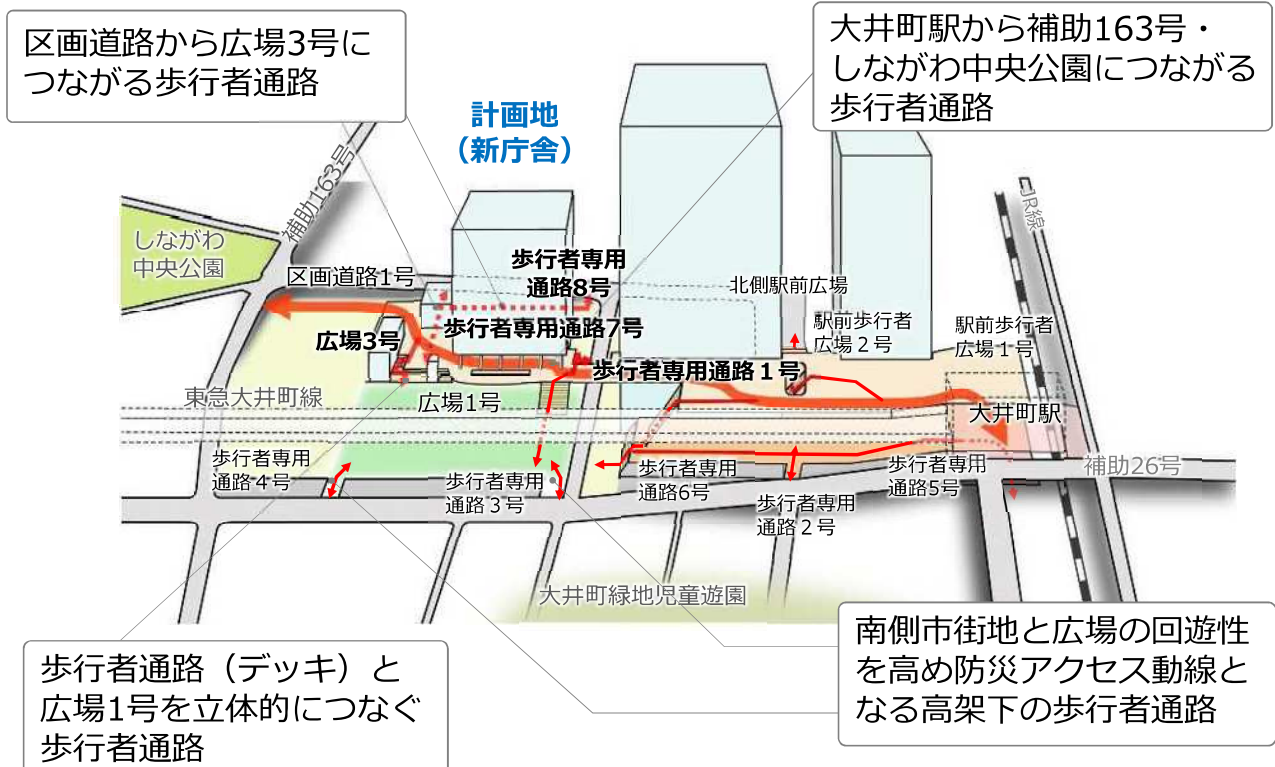 区画道路から広場3号に
つながる歩行者通路
大井町駅から補助163号・
しながわ中央公園につながる
歩行者通路
計画地
（新庁舎）
補助163号
JR線
しながわ
中央公園
区画道路1号
歩行者専用
通路8号
北側駅前広場
広場3号
歩行者専用通路7号
駅前歩行者
広場２号
駅前歩行者
広場１号
歩行者専用通路１号
東急大井町線
広場1号
大井町駅
歩行者専用
通路４号
歩行者専用
通路３号
歩行者専用
通路6号
歩行者専用
通路２号
歩行者専用
通路5号
補助26号
大井町緑地児童遊園
歩行者通路（デッキ）と
広場1号を立体的につなぐ
歩行者通路
南側市街地と広場の回遊性
を高め防災アクセス動線と
なる高架下の歩行者通路